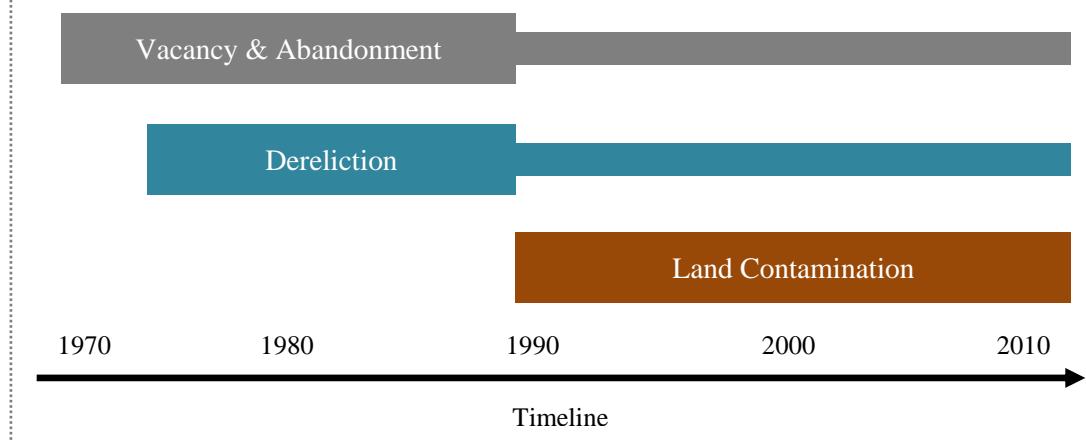 Vacancy & Abandonment
Dereliction
Land Contamination
1970 1980 1990 2000 2010
Timeline